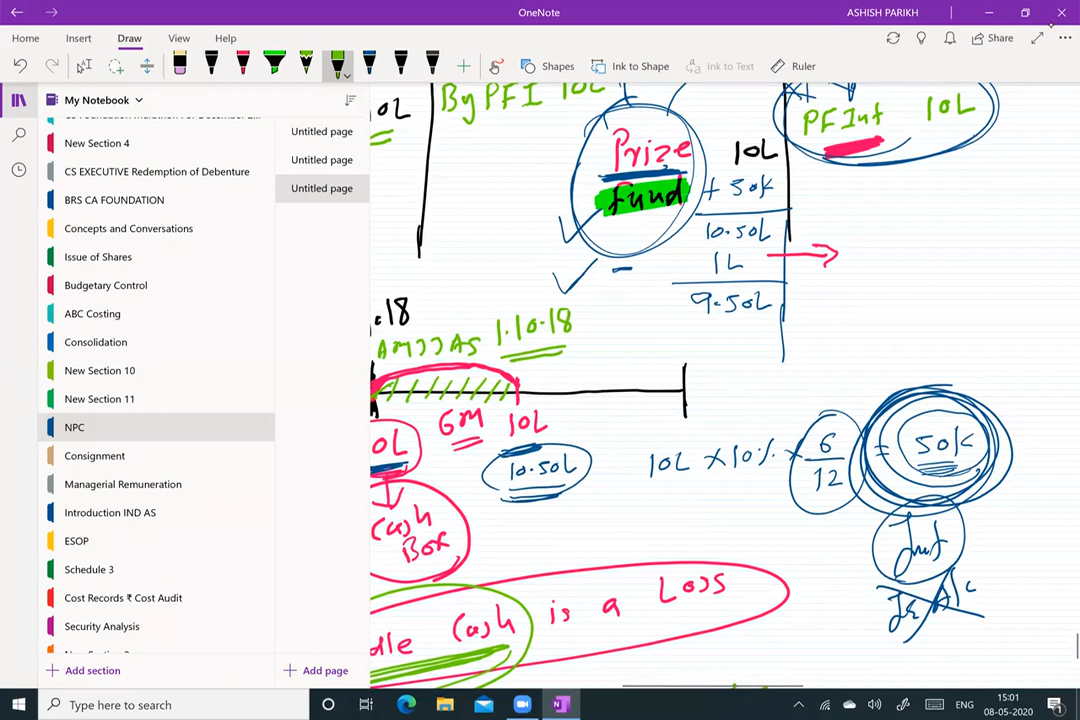 OneNote
ASHISH PARIKH
Home Insert Draw View Help
Share
Shapes Ink to Shape Ink to Text Ruler
My Notebook
New Section 4
CS EXECUTIVE Redemption of Debenture
BRS CA FOUNDATION
Concepts and Conversations
Issue of Shares
Budgetary Control
ABC Costing
Consolidation
New Section 10
New Section 11
NPC
Consignment
Managerial Remuneration
Introduction IND AS
ESOP
Schedule 3
Cost Records ₹ Cost Audit
Security Analysis
Add section
Untitled page
Untitled page
Untitled page
Add page
0L
By PFI 10L
Prize
fund
10L
+ 50K
10.50L
1L
9.50L
PF Int 10L
.18
AMJJAS 1.10.18
0L 6M 10L
10.50L
Cash
Box
10L × 10% × 6/12 = 50K
Int
Is a Loss
dle Cash
Type here to search
ENG
15:01
08-05-2020
1